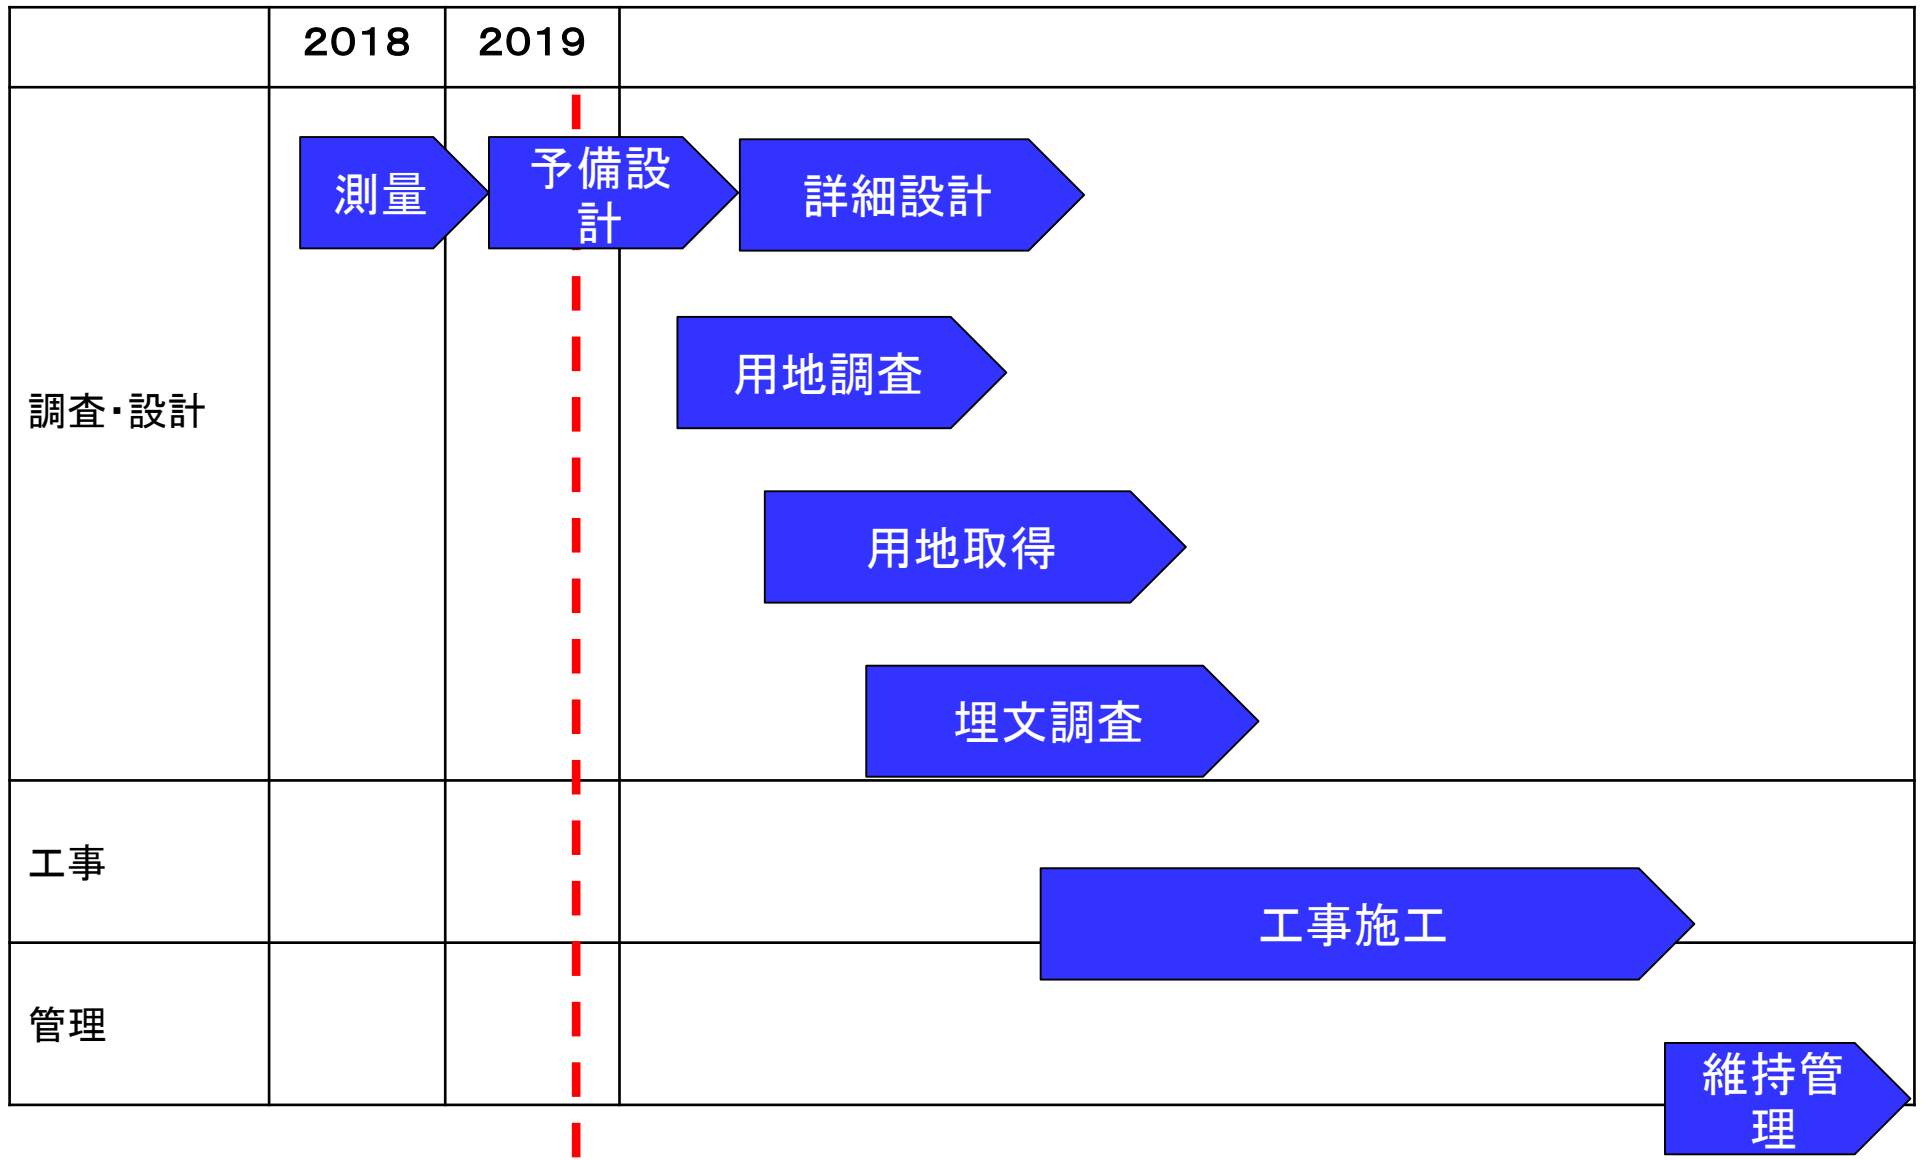 2018 2019
測量
予備設
計
詳細設計
用地調査
調査・設計
用地取得
埋文調査
工事
工事施工
管理
維持管
理